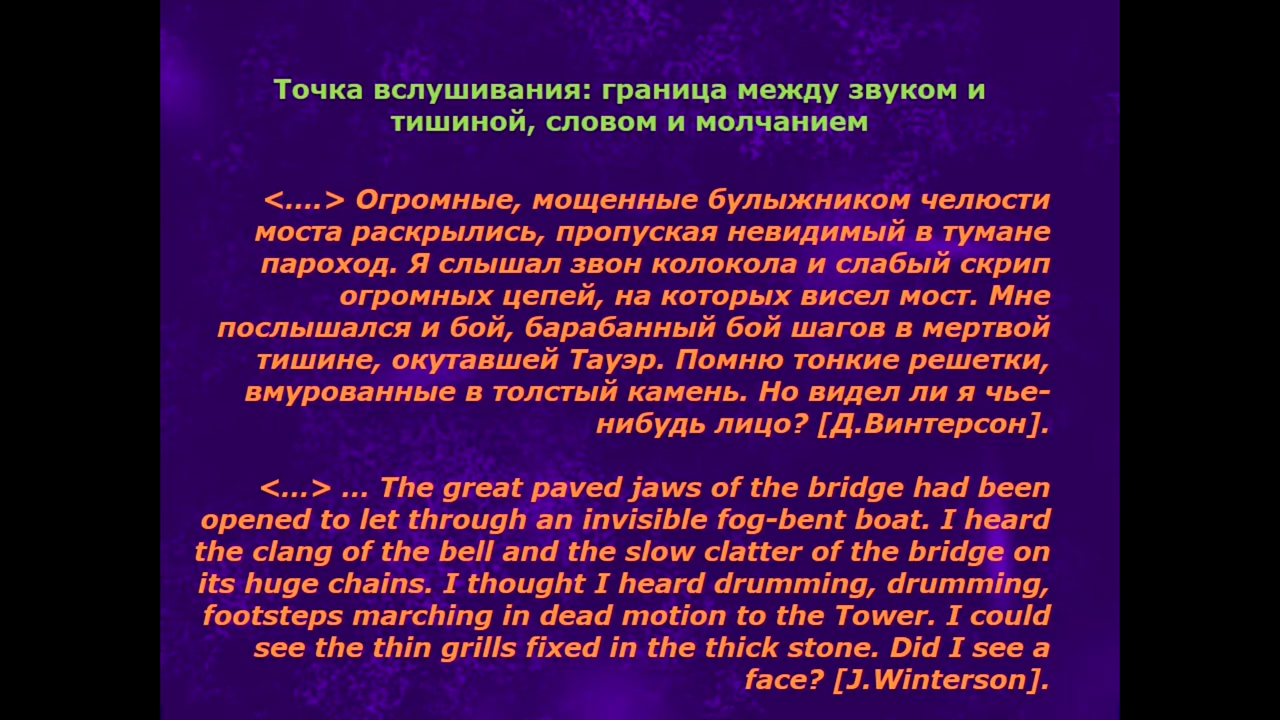 Точка вслушивания: граница между звуком и
тишиной, словом и молчанием
<....> Огромные, мощенные булыжником челюсти
моста раскрылись, пропуская невидимый в тумане
пароход. Я слышал звон колокола и слабый скрип
огромных цепей, на которых висел мост. Мне
послышался и бой, барабанный бой шагов в мертвой
тишине, окутавшей Тауэр. Помню тонкие решетки,
вмурованные в толстый камень. Но видел ли я чье-
нибудь лицо? [Д.Винтерсон].
<...> ... The great paved jaws of the bridge had been
opened to let through an invisible fog-bent boat. I heard
the clang of the bell and the slow clatter of the bridge on
its huge chains. I thought I heard drumming, drumming,
footsteps marching in dead motion to the Tower. I could
see the thin grills fixed in the thick stone. Did I see a
face? [J.Winterson].